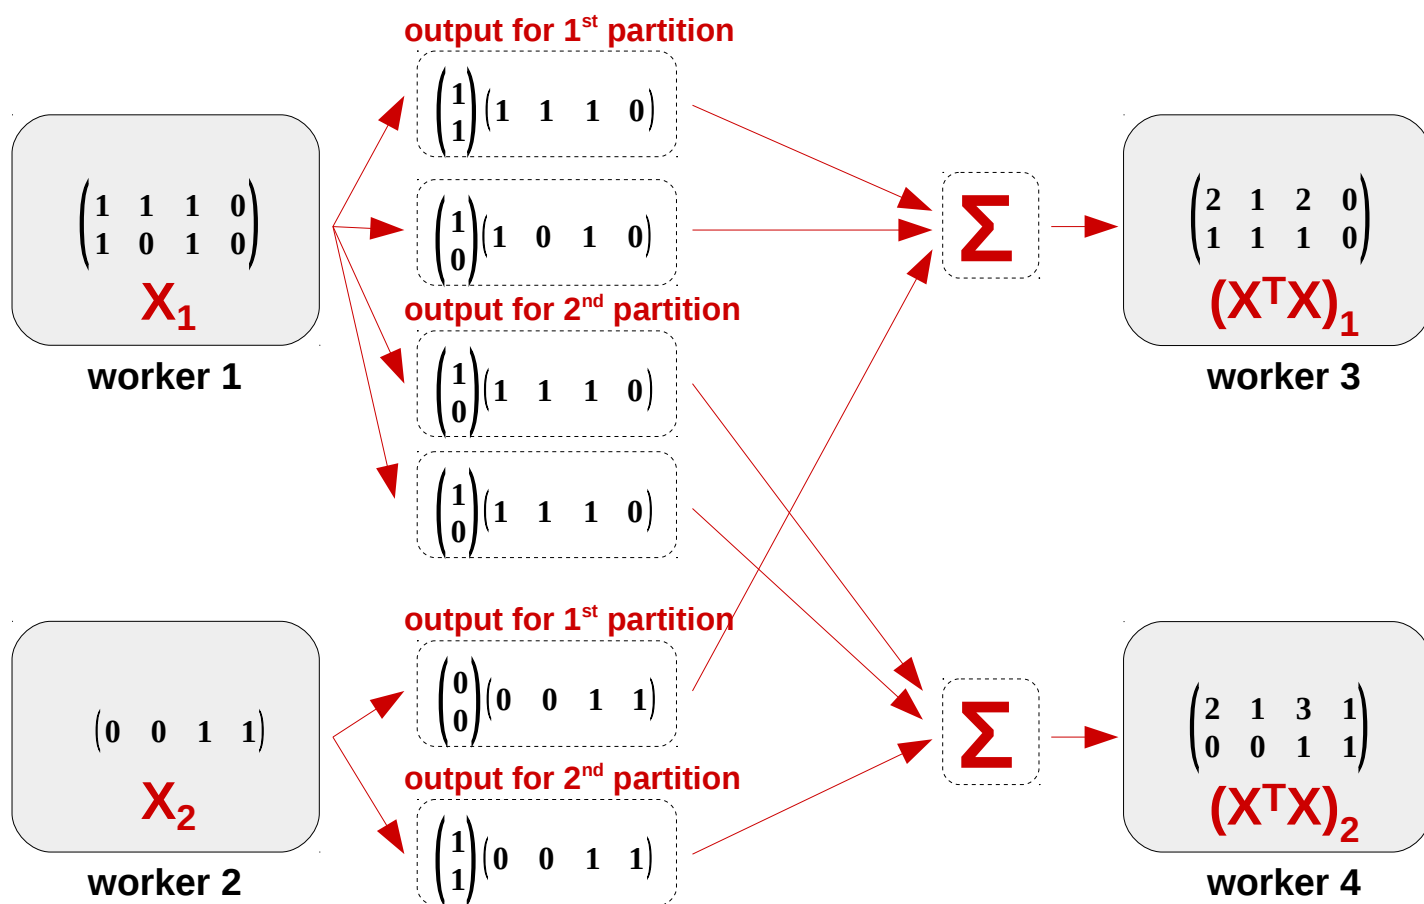 output for 1st partition
(1 1) (1 1 1 0)
(1 1 1 0
1 0 1 0)
X1
worker 1
(1 0) (1 0 1 0)
output for 2nd partition
(1 0) (1 1 1 0)
(1 0) (1 1 1 0)
Σ
(2 1 2 0
1 1 1 0)
(XTX)1
worker 3
output for 1st partition
(0 0) (0 0 1 1)
(0 0 1 1)
X2
worker 2
output for 2nd partition
(1 1) (0 0 1 1)
Σ
(2 1 3 1
0 0 1 1)
(XTX)2
worker 4